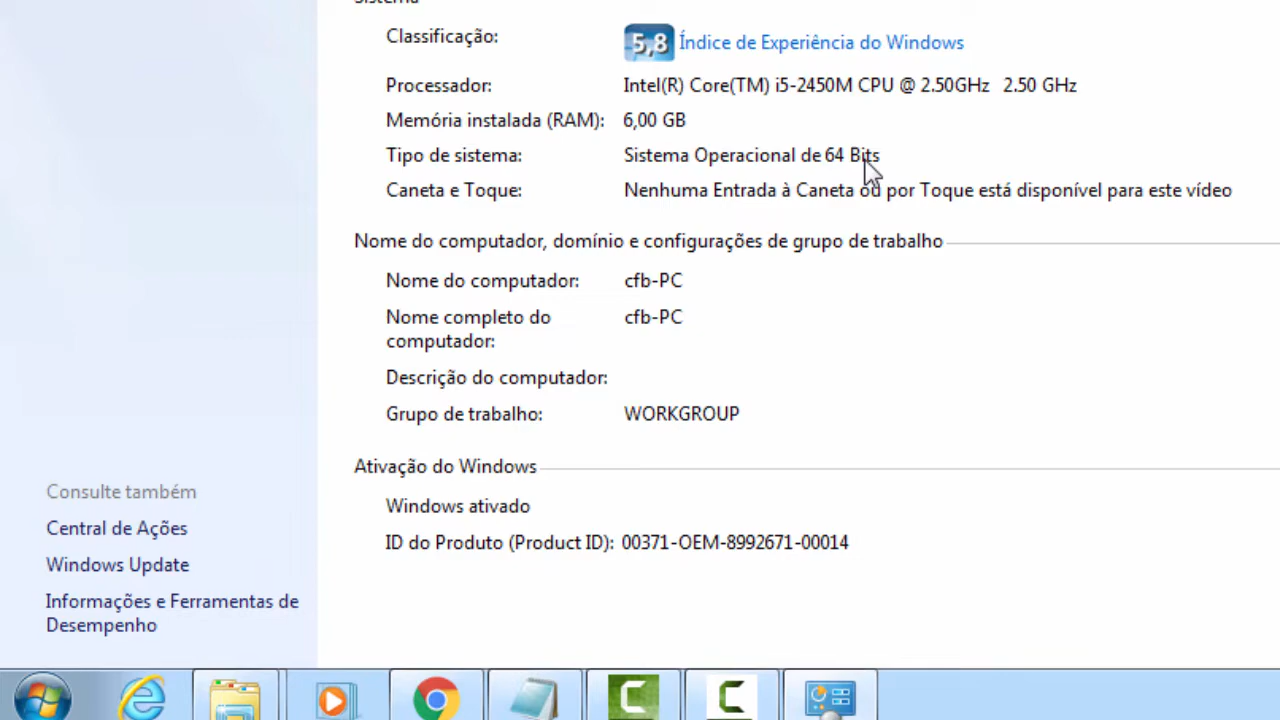 Sistema
Classificação:
5,8 Índice de Experiência do Windows
Processador: Intel(R) Core(TM) i5-2450M CPU @ 2.50GHz 2.50 GHz
Memória instalada (RAM): 6,00 GB
Tipo de sistema: Sistema Operacional de 64 Bits
Caneta e Toque: Nenhuma Entrada à Caneta ou por Toque está disponível para este vídeo
Nome do computador, domínio e configurações de grupo de trabalho
Nome do computador: cfb-PC
Nome completo do cfb-PC
computador:
Descrição do computador:
Grupo de trabalho: WORKGROUP
Ativação do Windows
Windows ativado
ID do Produto (Product ID): 00371-OEM-8992671-00014
Consulte também
Central de Ações
Windows Update
Informações e Ferramentas de
Desempenho